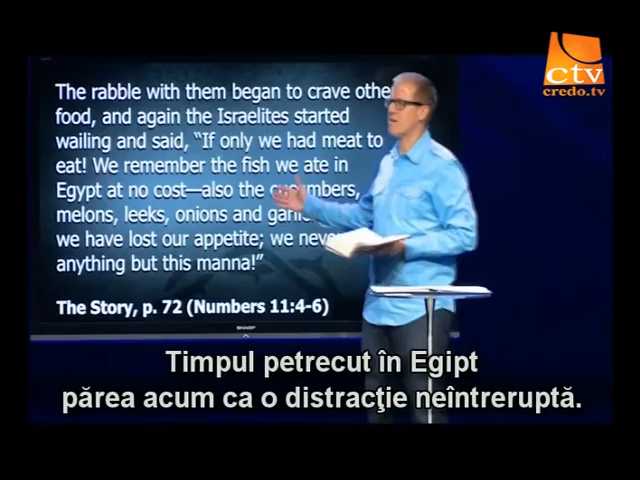 ctv
credo.tv
The rabble with them began to crave othe
food, and again the Israelites started
wailing and said, “If only we had meat to
eat! We remember the fish we ate in
Egypt at no cost—also the
melons, leeks, onions and
we have lost our appetite; we
anything but this manna!”
The Story, p. 72 (Numbers 11:4-6)
SHARP
Timpul petrecut în Egipt
părea acum ca o distracţie neîntreruptă.